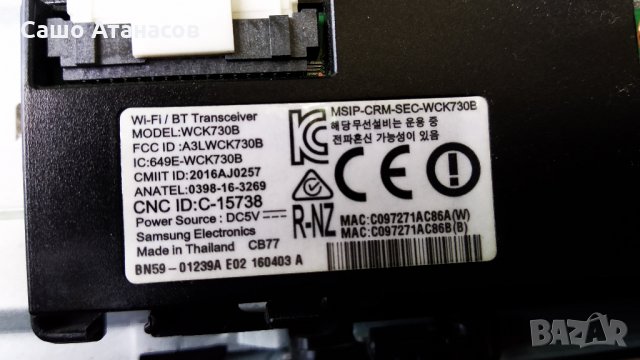 Сашо Атанасов
Wi-Fi / BT Transceiver
MODEL:WCK730B
FCC ID :A3LWCK730B
IC:649E-WCK730B
CMIIT ID:2016AJ0257
ANATEL:0398-16-3269
CNC ID:C-15738
Power Source : DC5V
Samsung Electronics
Made in Thailand CB77
BN59-01239A E02 160403 A
MSIP-CRM-SEC-WCK730B
해당무선설비는 운용 중
전파혼신 가능성이 있음
CE
R-NZ
MAC:C097271AC86A(W)
MAC:C097271AC86B(B)
BAZAR